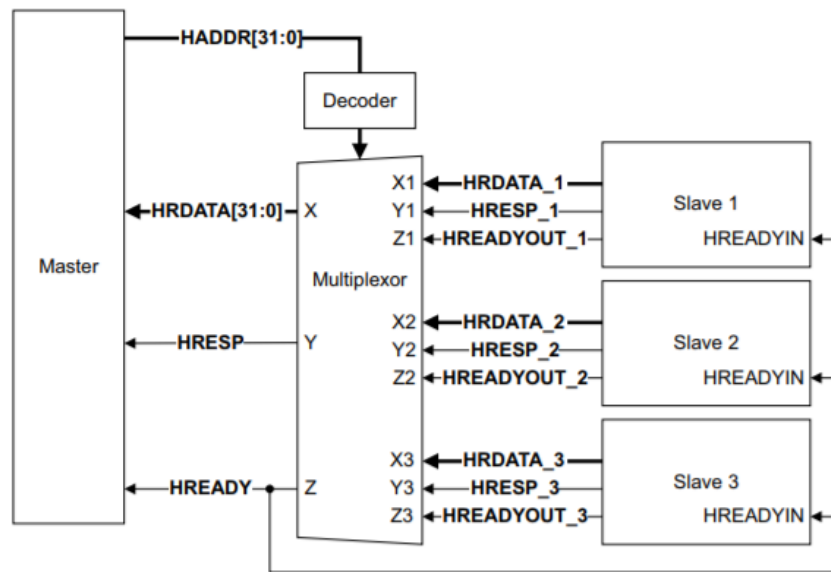 HADDR[31:0]
Decoder
X1 HRDATA_1
HRDATA[31:0] X Y1 HRESP_1 Slave 1
Z1 HREADYOUT_1 HREADYIN
Master Multiplexor
X2 HRDATA_2
HRESP Y Y2 HRESP_2 Slave 2
Z2 HREADYOUT_2 HREADYIN
X3 HRDATA_3
HREADY Z Y3 HRESP_3 Slave 3
Z3 HREADYOUT_3 HREADYIN